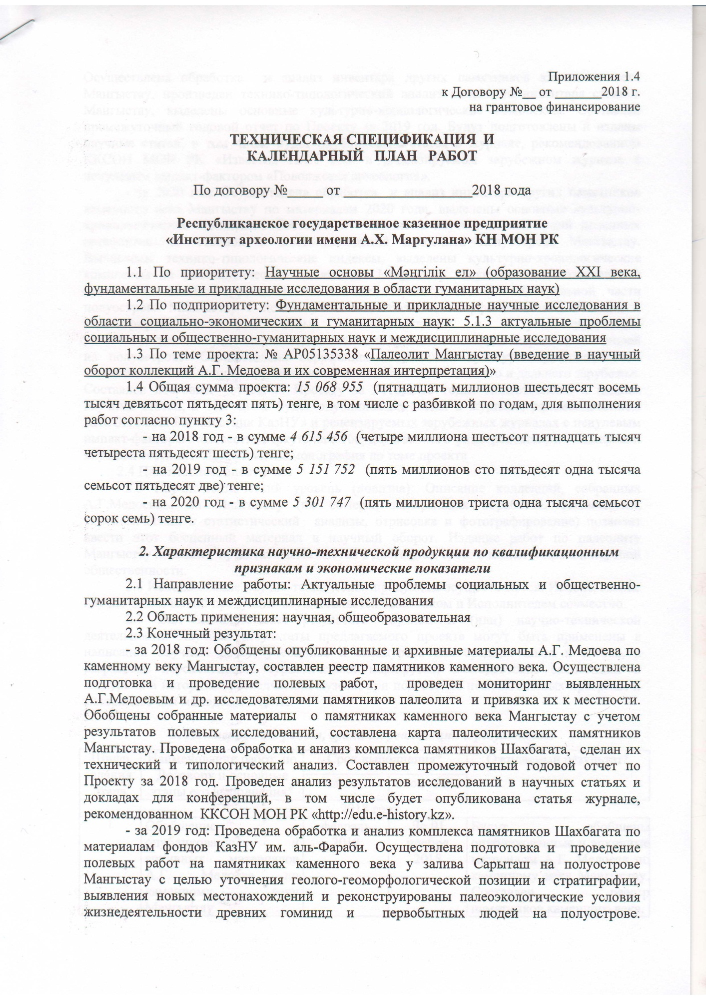 Приложения 1.4
к Договору №__ от _______2018 г.
на грантовое финансирование
ТЕХНИЧЕСКАЯ СПЕЦИФИКАЦИЯ И
КАЛЕНДАРНЫЙ ПЛАН РАБОТ
По договору №_____ от __________________2018 года
Республиканское государственное казенное предприятие
«Институт археологии имени А.Х. Маргулана» КН МОН РК
1.1 По приоритету: Научные основы «Мәңгілік ел» (образование XXI века,
фундаментальные и прикладные исследования в области гуманитарных наук)
1.2 По подприоритету: Фундаментальные и прикладные научные исследования в
области социально-экономических и гуманитарных наук: 5.1.3 актуальные проблемы
социальных и общественно-гуманитарных наук и междисциплинарные исследования
1.3 По теме проекта: № АР05135338 «Палеолит Мангыстау (введение в научный
оборот коллекций А.Г. Медоева и их современная интерпретация)»
1.4 Общая сумма проекта: 15 068 955 (пятнадцать миллионов шестьдесят восемь
тысяч девятьсот пятьдесят пять) тенге, в том числе с разбивкой по годам, для выполнения
работ согласно пункту 3:
- на 2018 год - в сумме 4 615 456 (четыре миллиона шестьсот пятнадцать тысяч
четыреста пятьдесят шесть) тенге;
- на 2019 год - в сумме 5 151 752 (пять миллионов сто пятьдесят одна тысяча
семьсот пятьдесят две) тенге;
- на 2020 год - в сумме 5 301 747 (пять миллионов триста одна тысяча семьсот
сорок семь) тенге.
2. Характеристика научно-технической продукции по квалификационным
признакам и экономические показатели
2.1 Направление работы: Актуальные проблемы социальных и общественно-
гуманитарных наук и междисциплинарные исследования
2.2 Область применения: научная, общеобразовательная
2.3 Конечный результат:
- за 2018 год: Обобщены опубликованные и архивные материалы А.Г. Медоева по
каменному веку Мангыстау, составлен реестр памятников каменного века. Осуществлена
подготовка и проведение полевых работ, проведен мониторинг выявленных
А.Г.Медоевым и др. исследователями памятников палеолита и привязка их к местности.
Обобщены собранные материалы о памятниках каменного века Мангыстау с учетом
результатов полевых исследований, составлена карта палеолитических памятников
Мангыстау. Проведена обработка и анализ комплекса памятников Шахбагата, сделан их
технический и типологический анализ. Составлен промежуточный годовой отчет по
Проекту за 2018 год. Проведен анализ результатов исследований в научных статьях и
докладах для конференций, в том числе будет опубликована статья журнале,
рекомендованном ККСОН МОН РК «http://edu.e-history.kz».
- за 2019 год: Проведена обработка и анализ комплекса памятников Шахбагата по
материалам фондов КазНУ им. аль-Фараби. Осуществлена подготовка и проведение
полевых работ на памятниках каменного века у залива Сарыташ на полуострове
Мангыстау с целью уточнения геолого-геоморфологической позиции и стратиграфии,
выявления новых местонахождений и реконструированы палеоэкологические условия
жизнедеятельности древних гоминид и первобытных людей на полуострове.